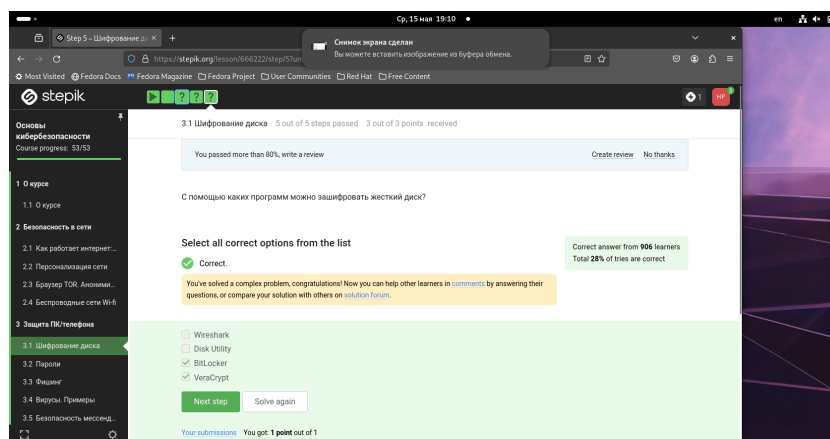 Ср, 15 мая 19:10
en
Step 5 – Шифрование ди
Снимок экрана сделан
Вы можете вставить изображение из буфера обмена.
https://stepik.org/lesson/666222/step/5?un
Most Visited Fedora Docs Fedora Magazine Fedora Project User Communities Red Hat Free Content
stepik
? ? ?
1 HP 2
Основы
кибербезопасности
Course progress: 53/53
3.1 Шифрование диска 5 out of 5 steps passed 3 out of 3 points received
You passed more than 80%, write a review Create review No thanks
1 О курсе
1.1 О курсе
2 Безопасность в сети
2.1 Как работает интернет:...
2.2 Персонализация сети
2.3 Браузер TOR. Анонимн...
2.4 Беспроводные сети Wi-fi
3 Защита ПК/телефона
3.1 Шифрование диска
3.2 Пароли
3.3 Фишинг
3.4 Вирусы. Примеры
3.5 Безопасность мессенд...
С помощью каких программ можно зашифровать жесткий диск?
Select all correct options from the list
Correct.
Correct answer from 906 learners
Total 28% of tries are correct
You've solved a complex problem, congratulations! Now you can help other learners in comments by answering their
questions, or compare your solution with others on solution forum.
Wireshark
Disk Utility
BitLocker
VeraCrypt
Next step Solve again
Your submissions You got: 1 point out of 1